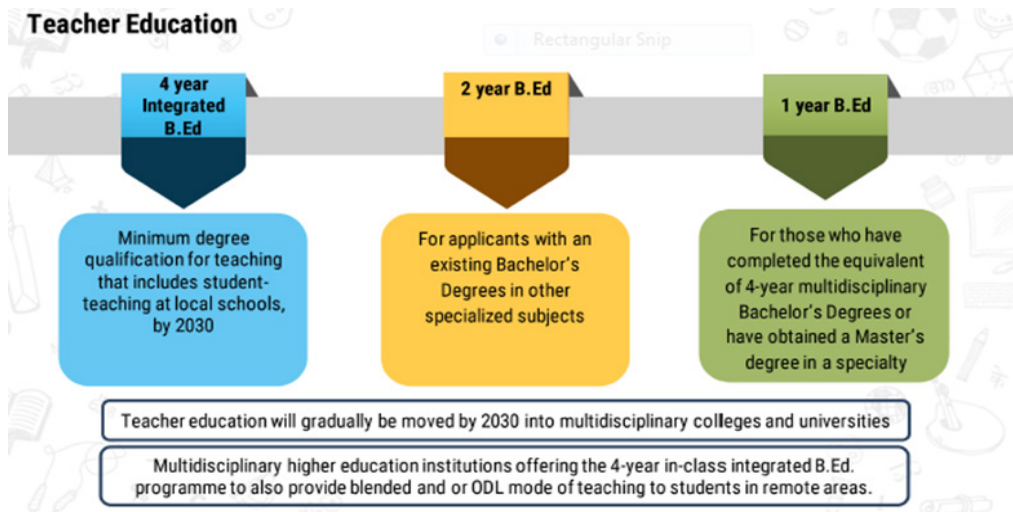 Teacher Education
Rectangular Snip
4 year
Integrated
B.Ed
2 year B.Ed
1 year B.Ed
Minimum degree
qualification for teaching
that includes student-
teaching at local schools,
by 2030
For applicants with an
existing Bachelor's
Degrees in other
specialized subjects
For those who have
completed the equivalent
of 4-year multidisciplinary
Bachelor's Degrees or
have obtained a Master's
degree in a specialty
Teacher education will gradually be moved by 2030 into multidisciplinary colleges and universities
Multidisciplinary higher education institutions offering the 4-year in-class integrated B.Ed.
programme to also provide blended and or ODL mode of teaching to students in remote areas.